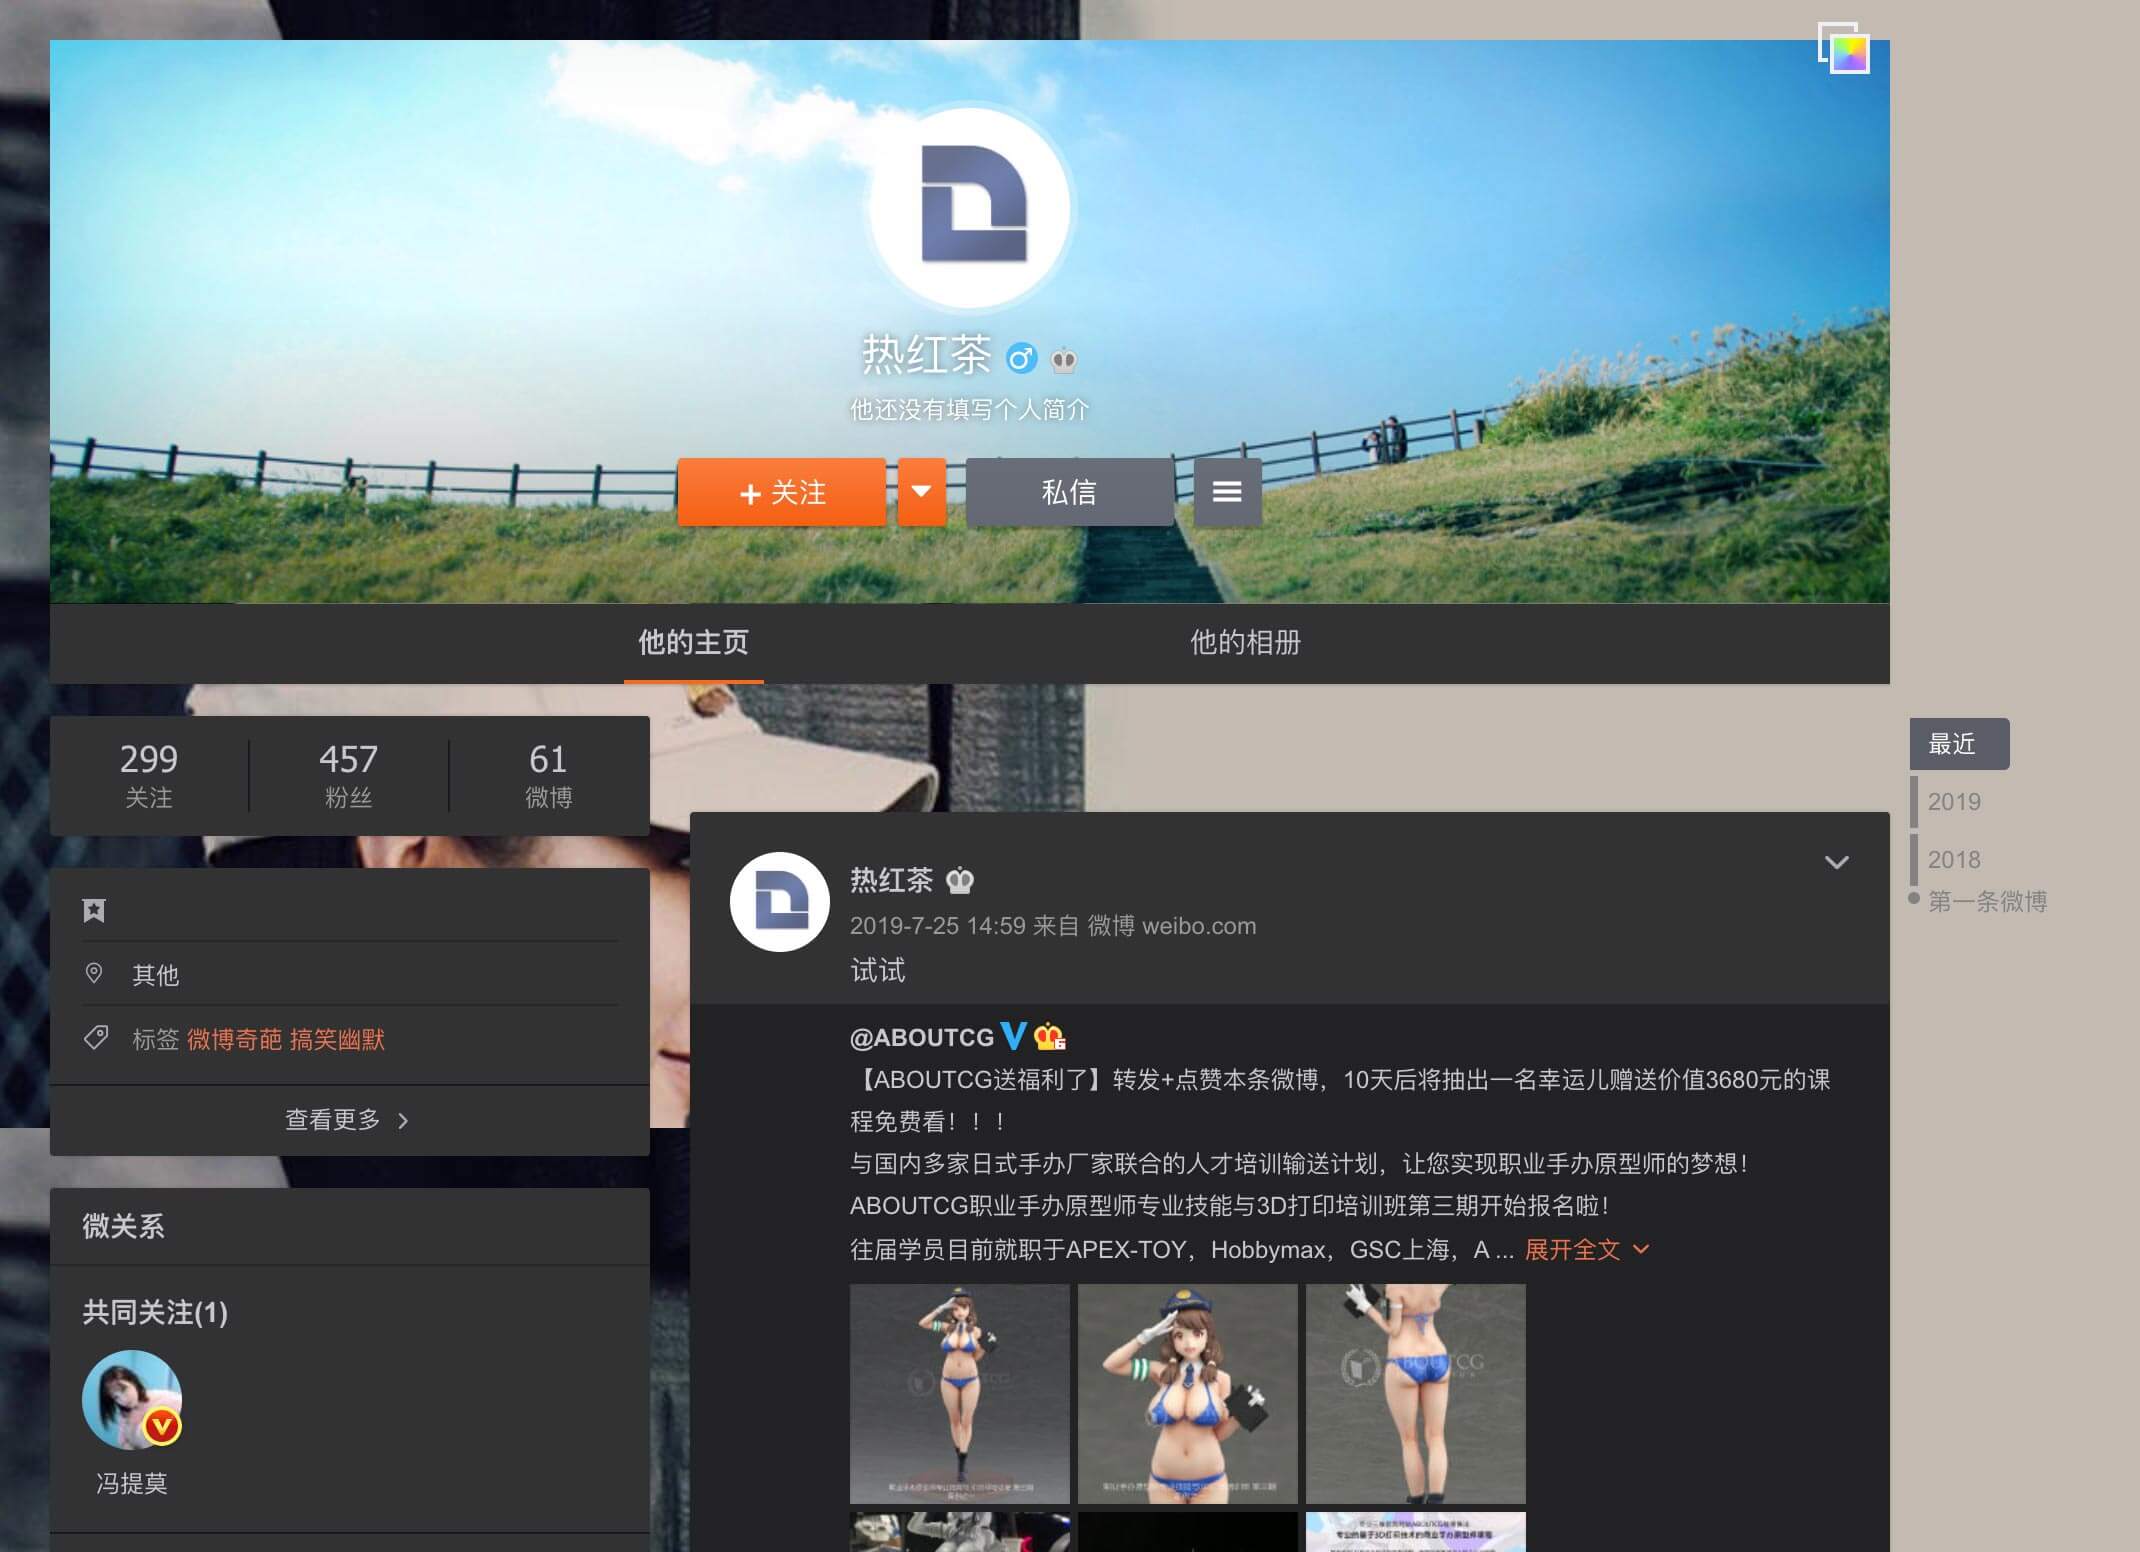 热红茶
他还没有填写个人简介
+ 关注
私信
他的主页
他的相册
299
关注
457
粉丝
61
微博
其他
标签 微博奇葩 搞笑幽默
查看更多
微关系
共同关注(1)
冯提莫
热红茶
2019-7-25 14:59 来自 微博 weibo.com
试试
@ABOUTCG
【ABOUTCG送福利了】转发+点赞本条微博，10天后将抽出一名幸运儿赠送价值3680元的课
程免费看！！！
与国内多家日式手办厂家联合的人才培训输送计划，让您实现职业手办原型师的梦想！
ABOUTCG职业手办原型师专业技能与3D打印培训班第三期开始报名啦！
往届学员目前就职于APEX-TOY，Hobbymax，GSC上海，A ... 展开全文
ABOUTCG
最近
2019
2018
第一条微博